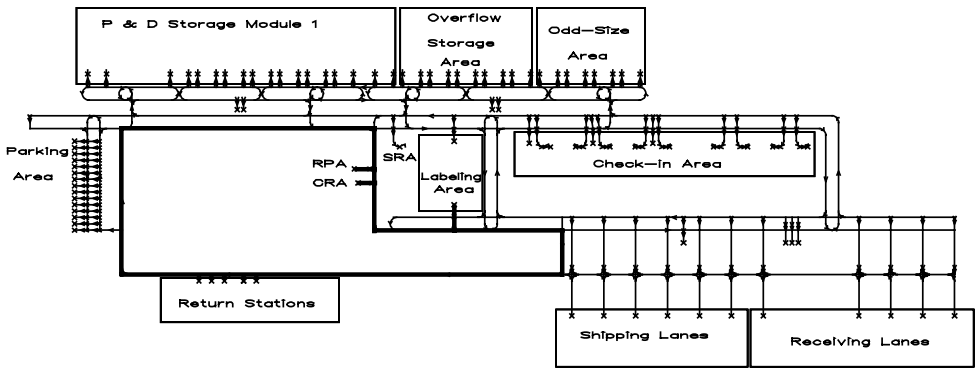 P & D Storage Module 1
Overflow
Storage
Area
Odd-Size
Area
Parking
Area
RPA
CRA
SRA
Labeling
Area
Check-in Area
Return Stations
Shipping Lanes
Receiving Lanes